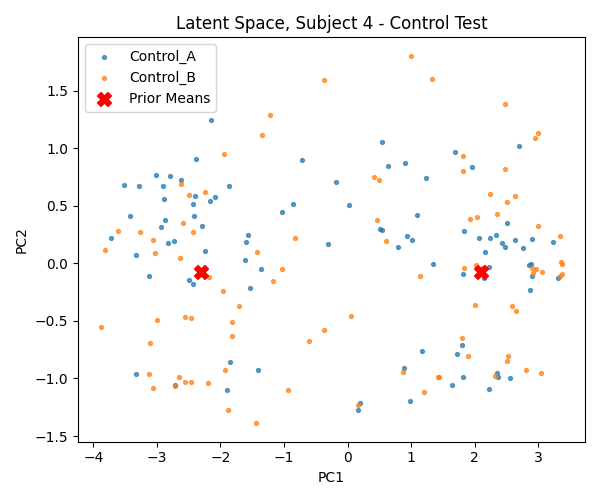 Latent Space, Subject 4 - Control Test
Control_A
Control_B
Prior Means
1.5
1.0
0.5
0.0
−0.5
−1.0
−1.5
PC2
−4
−3
−2
−1
0
1
2
3
PC1